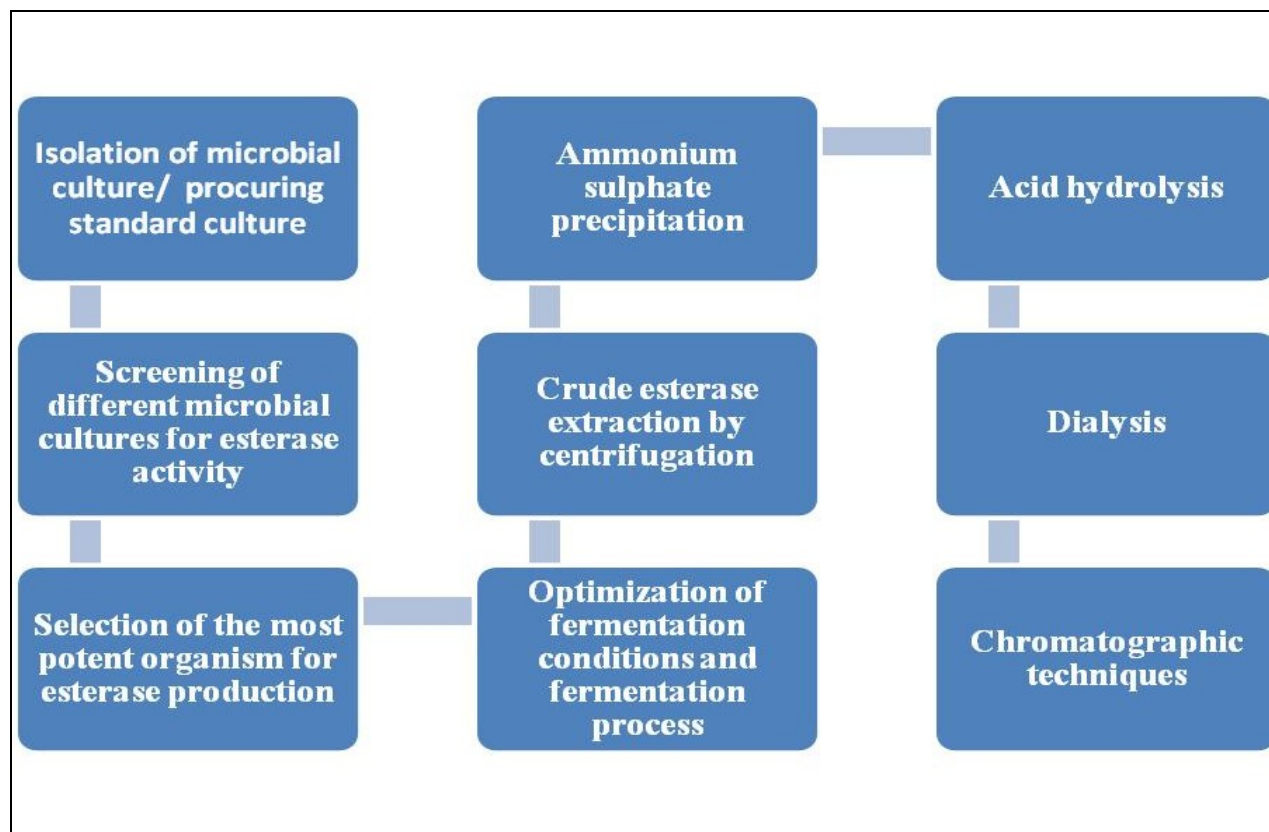 Isolation of microbial
culture/ procuring
standard culture
Screening of
different microbial
cultures for esterase
activity
Selection of the most
potent organism for
esterase production
Optimization of
fermentation
conditions and
fermentation
process
Crude esterase
extraction by
centrifugation
Ammonium
sulphate
precipitation
Acid hydrolysis
Dialysis
Chromatographic
techniques